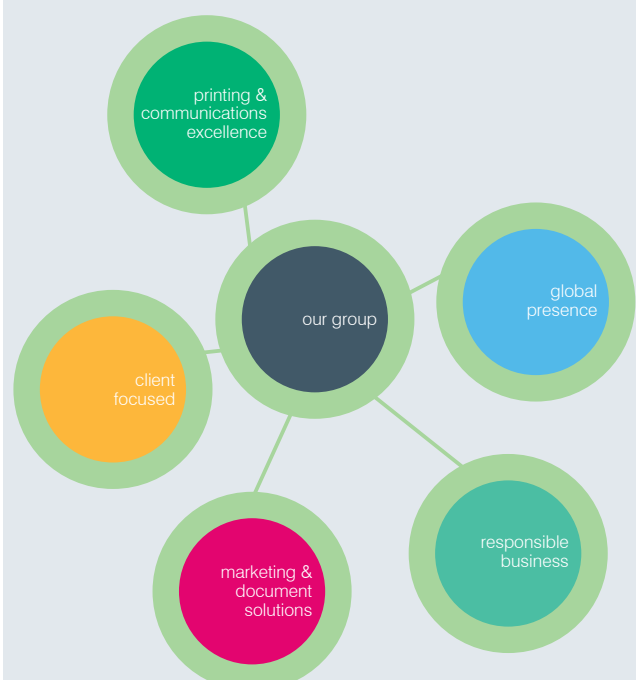 printing &
communications
excellence
global
presence
our group
client
focused
responsible
business
marketing &
document
solutions